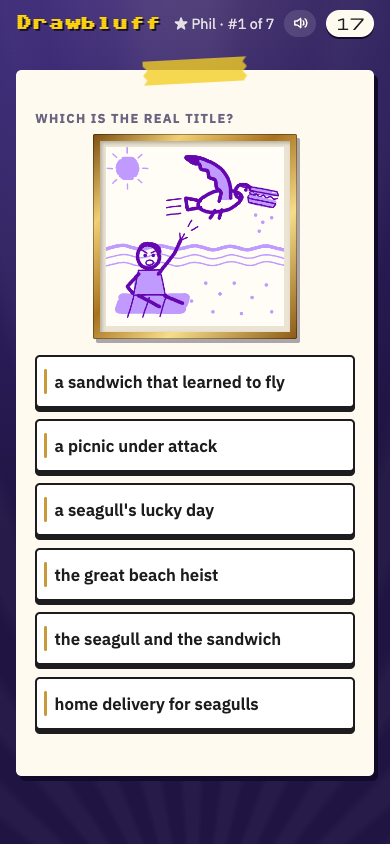 Drawbluff
★ Phil · #1 of 7
17
WHICH IS THE REAL TITLE?
a sandwich that learned to fly
a picnic under attack
a seagull's lucky day
the great beach heist
the seagull and the sandwich
home delivery for seagulls